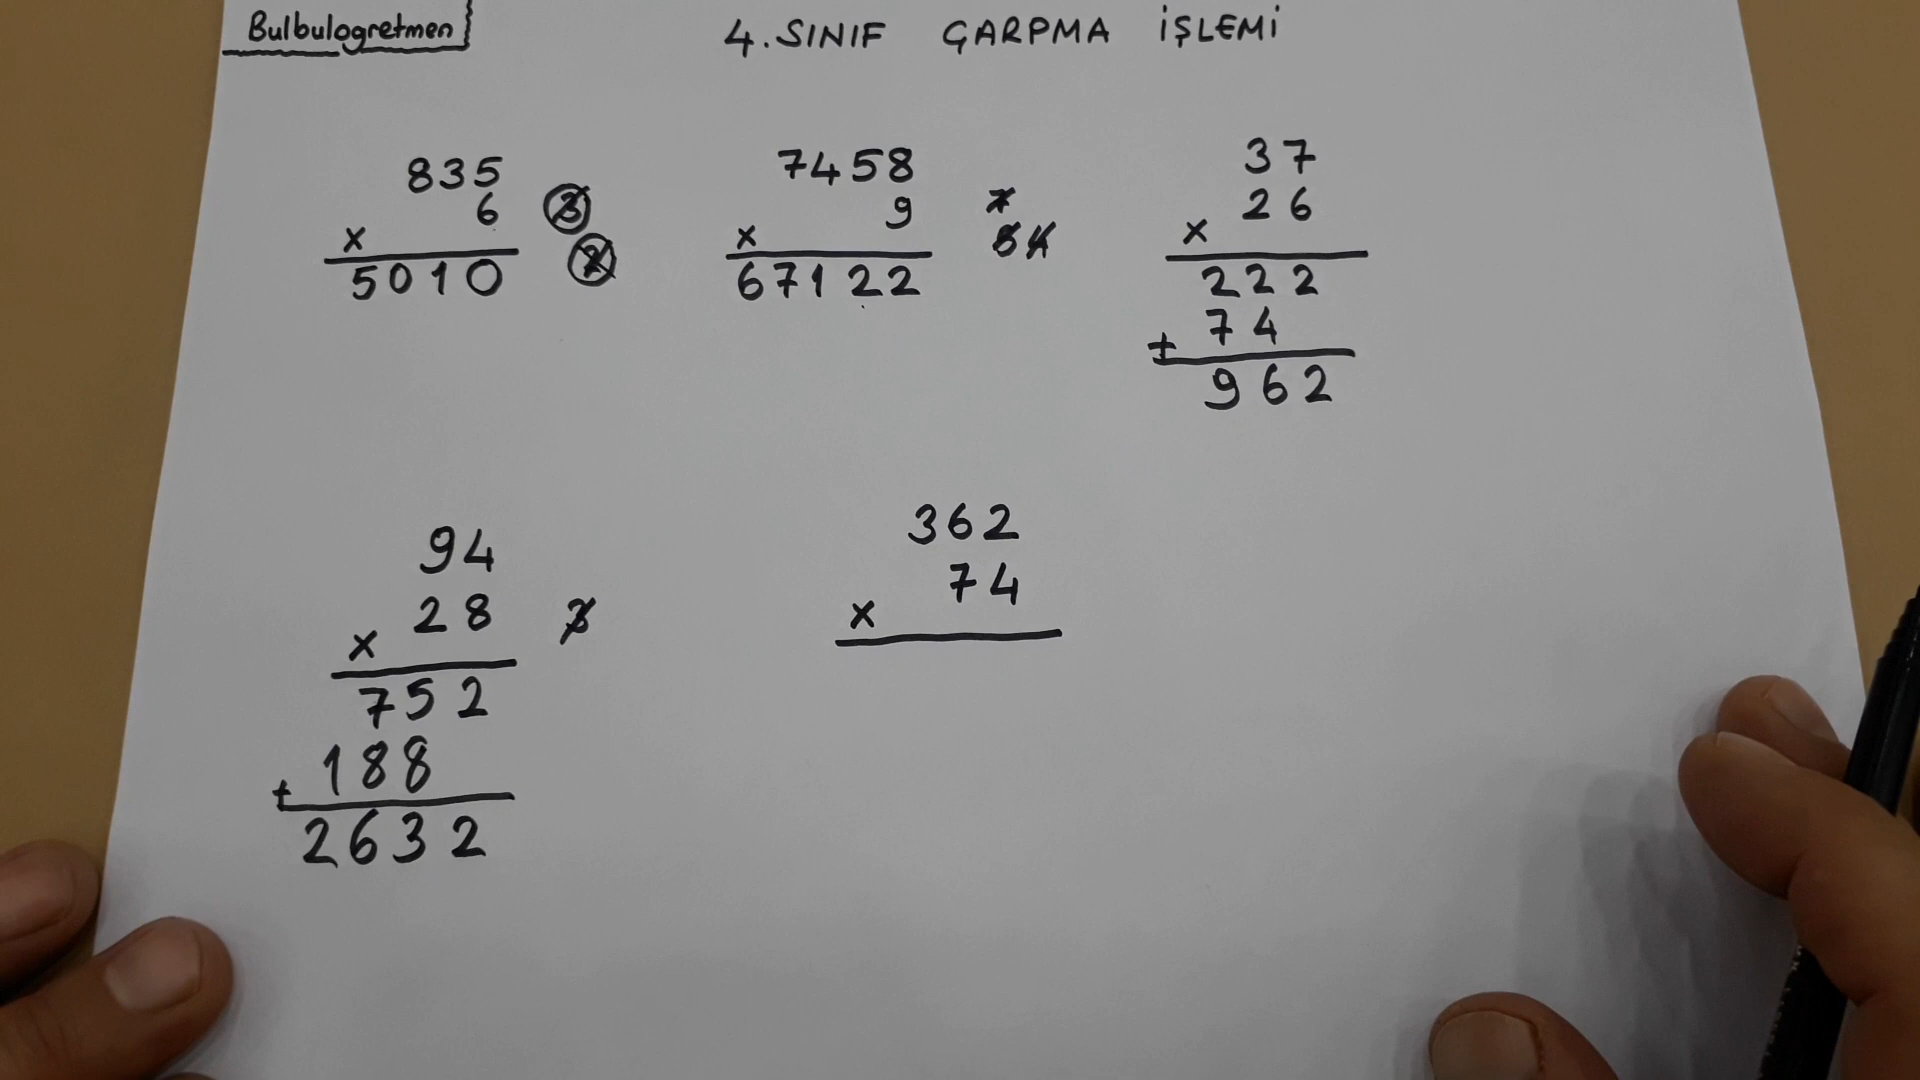 Bulbulogretmen
4. SINIF ÇARPMA İŞLEMİ
835
6
x
5010
7458
9
x
67122
37
26
x
222
74
+
962
94
28
x
752
188
+
2632
362
74
x